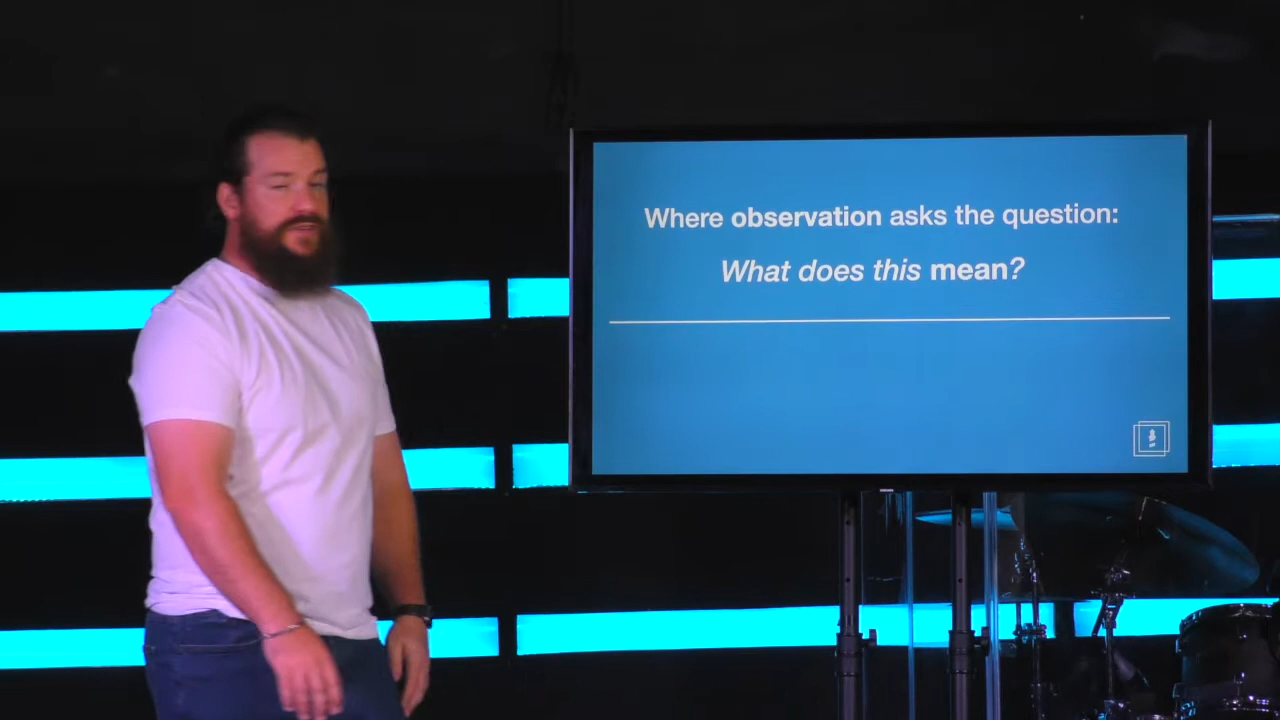 Where observation asks the question:
What does this mean?